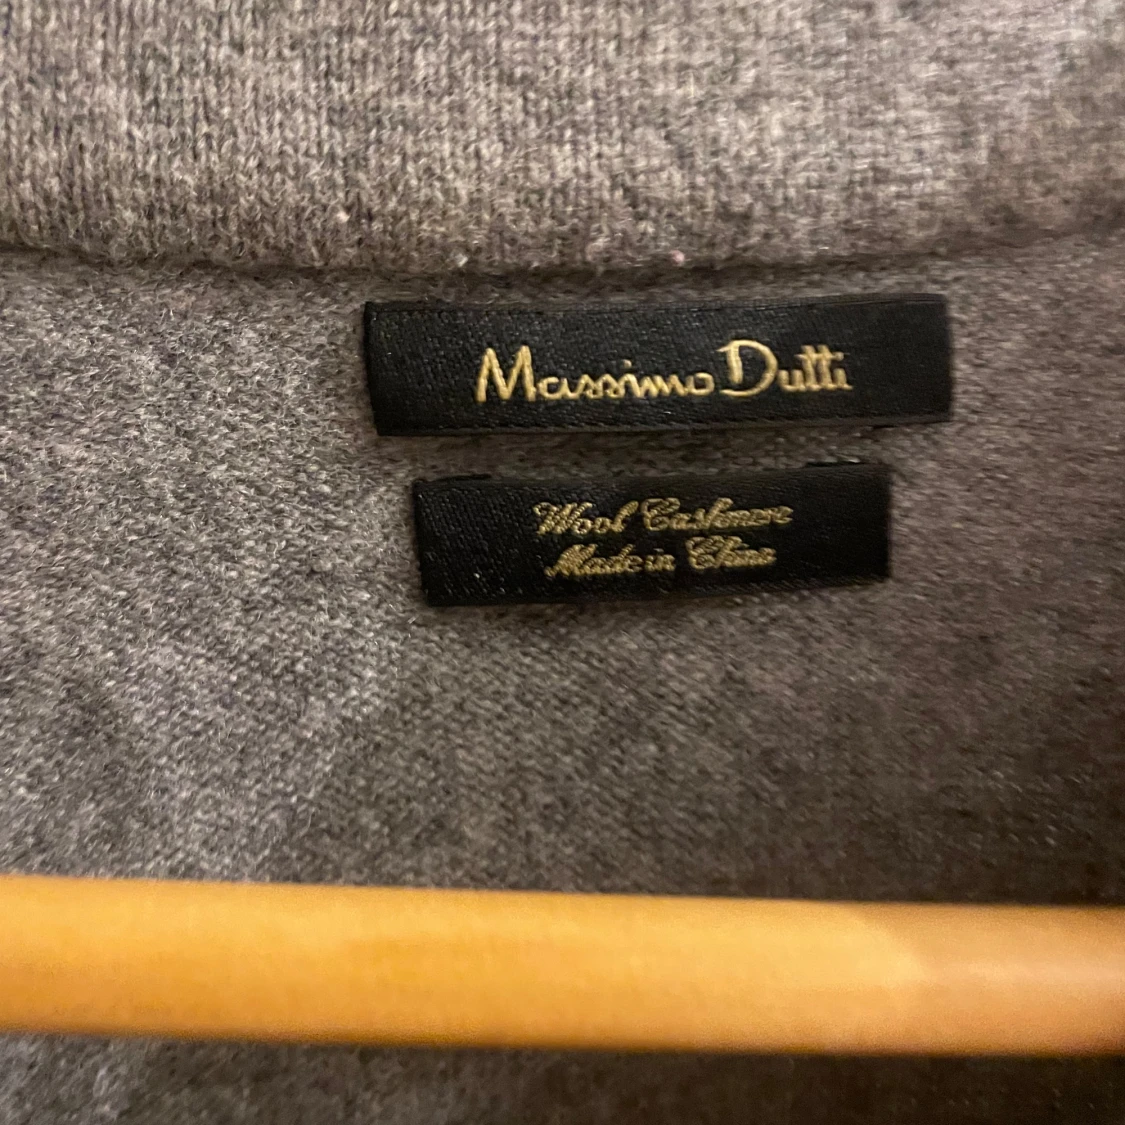 Massimo Dutti
Wool Cashmere
Made in China